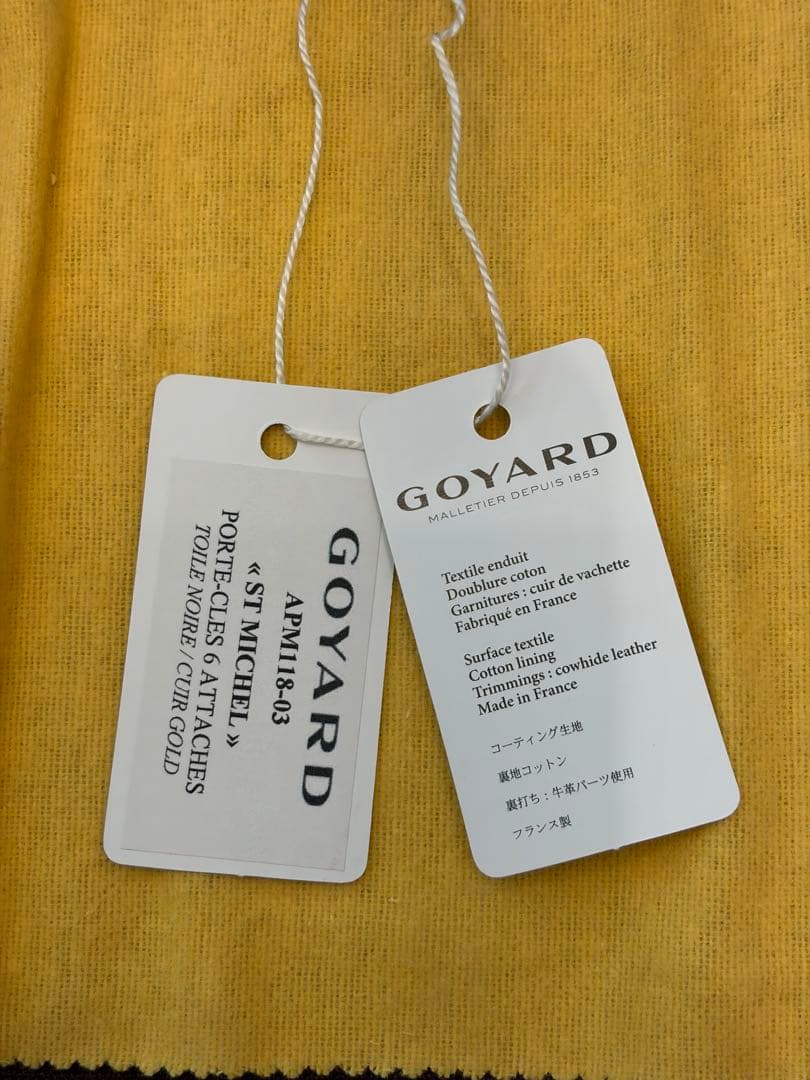 GOYARD
APM118-03
« ST MICHEL »
PORTE-CLES 6 ATTACHES
TOILE NOIRE / CUIR GOLD
GOYARD
MALLETIER DEPUIS 1853
Textile enduit
Doublure coton
Garnitures : cuir de vachette
Fabriqué en France
Surface textile
Cotton lining
Trimmings : cowhide leather
Made in France
コーティング生地
裏地コットン
裏打ち：牛革パーツ使用
フランス製